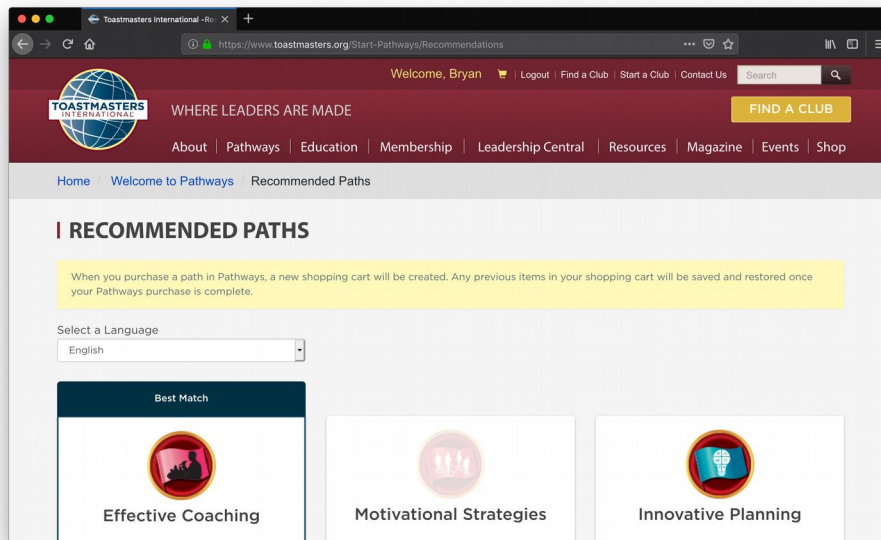 Toastmasters International -Rec
https://www.toastmasters.org/Start-Pathways/Recommendations
Welcome, Bryan | Logout | Find a Club | Start a Club | Contact Us Search
TOASTMASTERS
INTERNATIONAL
WHERE LEADERS ARE MADE
FIND A CLUB
About | Pathways | Education | Membership | Leadership Central | Resources | Magazine | Events | Shop
Home / Welcome to Pathways / Recommended Paths
RECOMMENDED PATHS
When you purchase a path in Pathways, a new shopping cart will be created. Any previous items in your shopping cart will be saved and restored once
your Pathways purchase is complete.
Select a Language
English
Best Match
Effective Coaching
Motivational Strategies
Innovative Planning